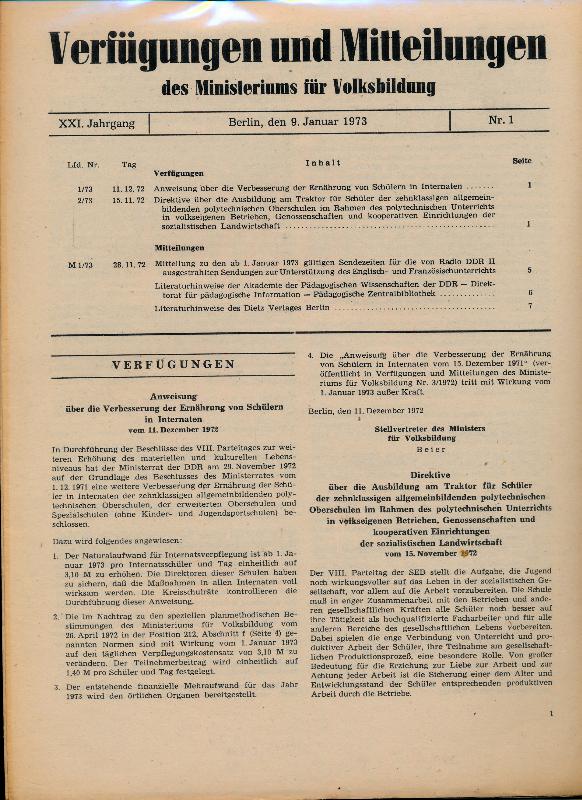 Verfügungen und Mitteilungen
des Ministeriums für Volksbildung
XXI. Jahrgang
Berlin, den 9. Januar 1973
Nr. 1
Lfd. Nr. Tag Inhalt Seite
Verfügungen
1/73 11. 12. 72 Anweisung über die Verbesserung der Ernährung von Schülern in Internaten ....... 1
2/73 15. 11. 72 Direktive über die Ausbildung am Traktor für Schüler der zehnklassigen allgemein-
bildenden polytechnischen Oberschulen im Rahmen des polytechnischen Unterrichts
in volkseigenen Betrieben, Genossenschaften und kooperativen Einrichtungen der
sozialistischen Landwirtschaft ........................................ 1
Mitteilungen
M 1/73 28. 11. 72 Mitteilung zu den ab 1. Januar 1973 gültigen Sendezeiten für die von Radio DDR II
ausgestrahlten Sendungen zur Unterstützung des Englisch- und Französischunterrichts 5
Literaturhinweise der Akademie der Pädagogischen Wissenschaften der DDR — Direk-
torat für pädagogische Information — Pädagogische Zentralbibliothek .............. 6
Literaturhinweise des Dietz Verlages Berlin ................................ 7
VERFÜGUNGEN
Anweisung
über die Verbesserung der Ernährung von Schülern
in Internaten
vom 11. Dezember 1972
In Durchführung der Beschlüsse des VIII. Parteitages zur wei-
teren Erhöhung des materiellen und kulturellen Lebens-
niveaus hat der Ministerrat der DDR am 29. November 1972
auf der Grundlage des Beschlusses des Ministerrates vom
1. 12. 1971 eine weitere Verbesserung der Ernährung der Schü-
ler in Internaten der zehnklassigen allgemeinbildenden poly-
technischen Oberschulen, der erweiterten Oberschulen und
Spezialschulen (ohne Kinder- und Jugendsportschulen) be-
schlossen.
Dazu wird folgendes angewiesen:
1. Der Naturalaufwand für Internatsverpflegung ist ab 1. Ja-
nuar 1973 pro Internatsschüler und Tag einheitlich auf
3,10 M zu erhöhen. Die Direktoren dieser Schulen haben
zu sichern, daß die Maßnahmen in allen Internaten voll
wirksam werden. Die Kreisschulräte kontrollieren die
Durchführung dieser Anweisung.
2. Die im Nachtrag zu den speziellen planmethodischen Be-
stimmungen des Ministeriums für Volksbildung vom
26. April 1972 in der Position 212, Abschnitt f (Seite 4) ge-
nannten Normen sind mit Wirkung vom 1. Januar 1973
auf den täglichen Verpflegungskostensatz von 3,10 M zu
verändern. Der Teilnehmerbeitrag wird einheitlich auf
1,40 M pro Schüler und Tag festgelegt.
3. Der entstehende finanzielle Mehraufwand für das Jahr
1973 wird den örtlichen Organen bereitgestellt.
4. Die „Anweisung über die Verbesserung der Ernährung
von Schülern in Internaten vom 15. Dezember 1971“ (ver-
öffentlicht in Verfügungen und Mitteilungen des Ministe-
riums für Volksbildung Nr. 3/1972) tritt mit Wirkung vom
1. Januar 1973 außer Kraft.
Berlin, den 11. Dezember 1972
Stellvertreter des Ministers
für Volksbildung
Beier
Direktive
über die Ausbildung am Traktor für Schüler
der zehnklassigen allgemeinbildenden polytechnischen
Oberschulen im Rahmen des polytechnischen Unterrichts
in volkseigenen Betrieben, Genossenschaften und
kooperativen Einrichtungen
der sozialistischen Landwirtschaft
vom 15. November 1972
Der VIII. Parteitag der SED stellt die Aufgabe, die Jugend
noch wirkungsvoller auf das Leben in der sozialistischen Ge-
sellschaft, vor allem auf die Arbeit vorzubereiten. Die Schule
muß in enger Zusammenarbeit mit den Betrieben und ande-
ren gesellschaftlichen Kräften alle Schüler noch besser auf
ihre Tätigkeit als hochqualifizierte Facharbeiter und für alle
anderen Bereiche des gesellschaftlichen Lebens vorbereiten.
Dabei spielen die enge Verbindung von Unterricht und pro-
duktiver Arbeit der Schüler, ihre Teilnahme am gesellschaft-
lichen Produktionsprozeß, eine besondere Rolle. Von großer
Bedeutung für die Erziehung zur Liebe zur Arbeit und zur
Achtung jeder Arbeit ist die Sicherung einer dem Alter und
Entwicklungsstand der Schüler entsprechenden produktiven
Arbeit durch die Betriebe.
1